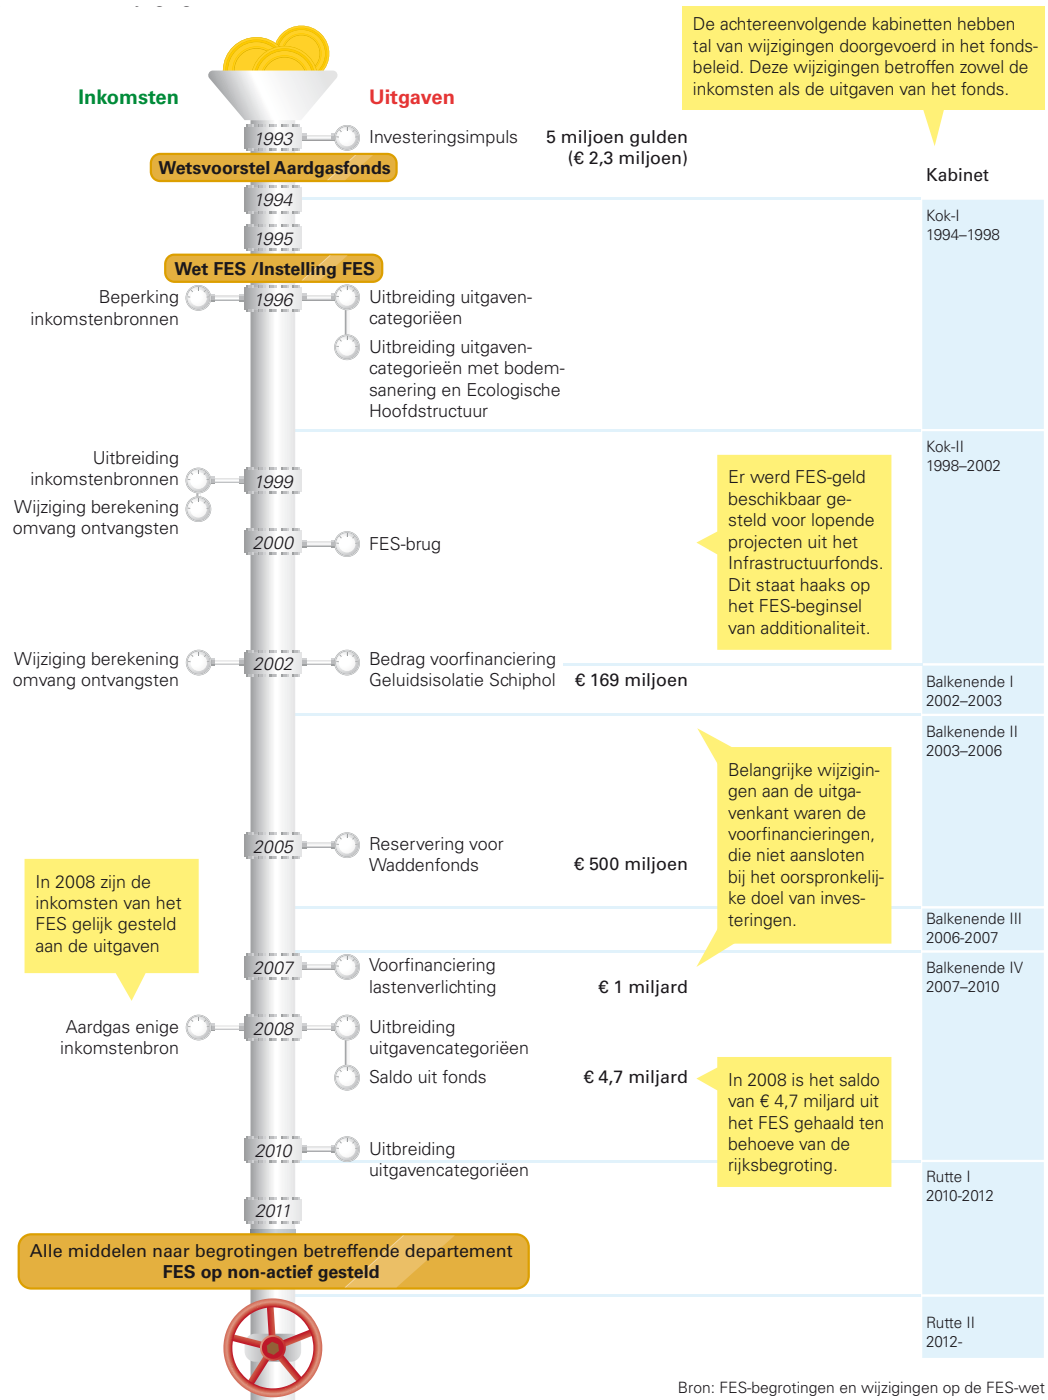 De achtereenvolgende kabinetten hebben
tal van wijzigingen doorgevoerd in het fonds-
beleid. Deze wijzigingen betroffen zowel de
inkomsten als de uitgaven van het fonds.
Inkomsten
Uitgaven
1993
Investeringsimpuls
5 miljoen gulden
(€ 2,3 miljoen)
Wetsvoorstel Aardgasfonds
Kabinet
1994
Kok-I
1994–1998
1995
Wet FES /Instelling FES
Beperking
inkomstenbronnen
1996
Uitbreiding uitgaven-
categorieën
Uitbreiding uitgaven-
categorieën met bodem-
sanering en Ecologische
Hoofdstructuur
Kok-II
1998–2002
Uitbreiding
inkomstenbronnen
1999
Wijziging berekening
omvang ontvangsten
Er werd FES-geld
beschikbaar ge-
steld voor lopende
projecten uit het
Infrastructuurfonds.
Dit staat haaks op
het FES-beginsel
van additionaliteit.
2000
FES-brug
Wijziging berekening
omvang ontvangsten
2002
Bedrag voorfinanciering
Geluidsisolatie Schiphol
€ 169 miljoen
Balkenende I
2002–2003
Balkenende II
2003–2006
Belangrijke wijzigin-
gen aan de uitga-
venkant waren de
voorfinancieringen,
die niet aansloten
bij het oorspronkelij-
ke doel van inves-
teringen.
2005
Reservering voor
Waddenfonds
€ 500 miljoen
In 2008 zijn de
inkomsten van het
FES gelijk gesteld
aan de uitgaven
Balkenende III
2006-2007
2007
Voorfinanciering
lastenverlichting
€ 1 miljard
Balkenende IV
2007–2010
Aardgas enige
inkomstenbron
2008
Uitbreiding
uitgavencategorieën
Saldo uit fonds
€ 4,7 miljard
In 2008 is het saldo
van € 4,7 miljard uit
het FES gehaald ten
behoeve van de
rijksbegroting.
2010
Uitbreiding
uitgavencategorieën
Rutte I
2010-2012
2011
Alle middelen naar begrotingen betreffende departement
FES op non-actief gesteld
Rutte II
2012-
Bron: FES-begrotingen en wijzigingen op de FES-wet